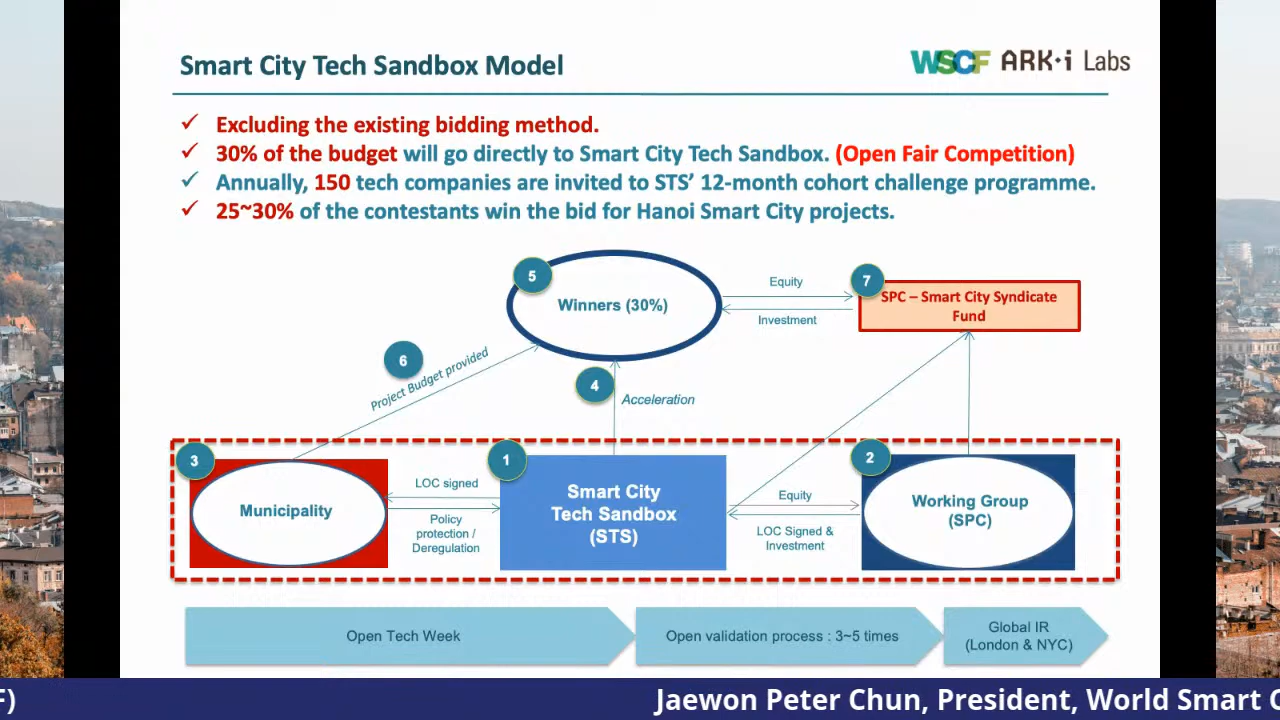 Smart City Tech Sandbox Model
WSCF ARK·i Labs
✓ Excluding the existing bidding method.
✓ 30% of the budget will go directly to Smart City Tech Sandbox. (Open Fair Competition)
✓ Annually, 150 tech companies are invited to STS’ 12-month cohort challenge programme.
✓ 25~30% of the contestants win the bid for Hanoi Smart City projects.
5
Winners (30%)
Equity
Investment
7
SPC – Smart City Syndicate
Fund
6
Project Budget provided
4
Acceleration
3
Municipality
LOC signed
Policy
protection /
Deregulation
1
Smart City
Tech Sandbox
(STS)
Equity
LOC Signed &
Investment
2
Working Group
(SPC)
Open Tech Week
Open validation process : 3~5 times
Global IR
(London & NYC)
F) Jaewon Peter Chun, President, World Smart C